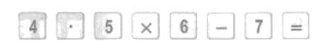 4 · 5 × 6 − 7 =